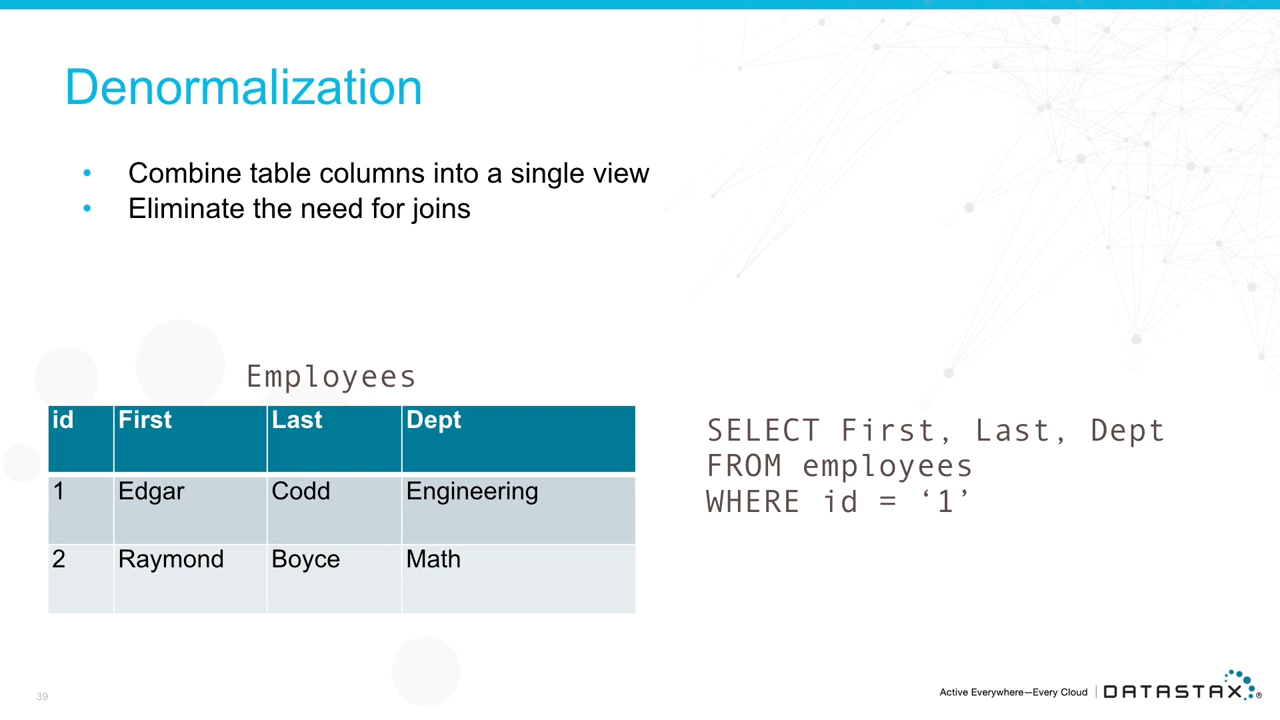 Denormalization
• Combine table columns into a single view
• Eliminate the need for joins
Employees
id First Last Dept
1 Edgar Codd Engineering
2 Raymond Boyce Math
SELECT First, Last, Dept
FROM employees
WHERE id = ‘1’
39
Active Everywhere—Every Cloud | DATASTAX®